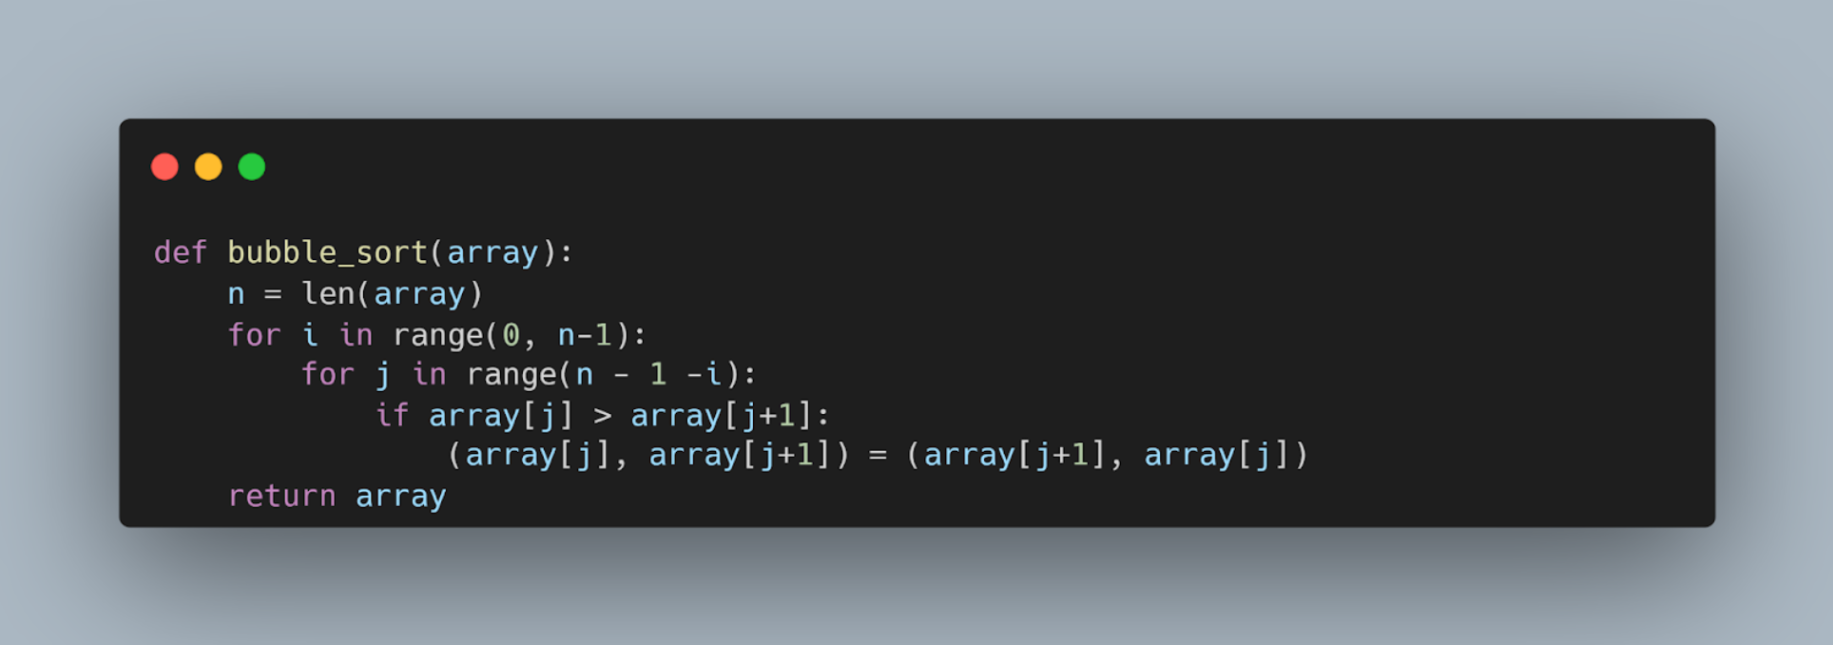 def bubble_sort(array):
    n = len(array)
    for i in range(0, n-1):
        for j in range(n - 1 -i):
            if array[j] > array[j+1]:
                (array[j], array[j+1]) = (array[j+1], array[j])
    return array